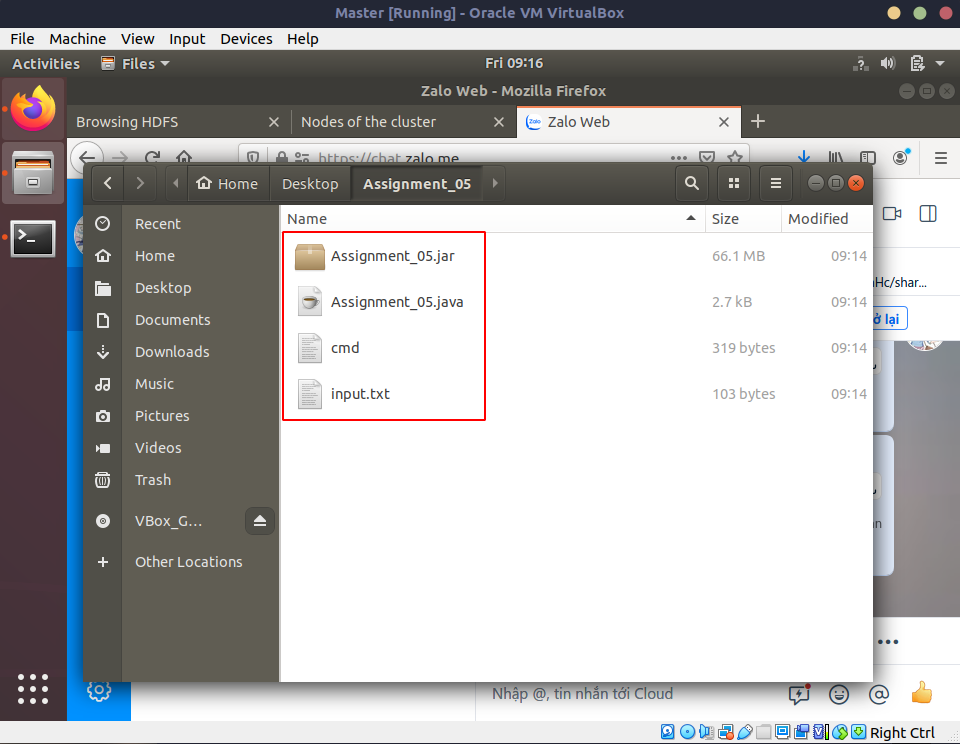 Master [Running] - Oracle VM VirtualBox
File Machine View Input Devices Help
Activities Files Fri 09:16
Zalo Web - Mozilla Firefox
Browsing HDFS Nodes of the cluster Zalo Web
https://chat.zalo.me
Home Desktop Assignment_05
Name Size Modified
Recent
Home
Desktop
Documents
Downloads
Music
Pictures
Videos
Trash
VBox_G...
Other Locations
Assignment_05.jar 66.1 MB 09:14
Assignment_05.java 2.7 kB 09:14
cmd 319 bytes 09:14
input.txt 103 bytes 09:14
Hc/shar...
lại
Nhập @, tin nhắn tới Cloud
Right Ctrl